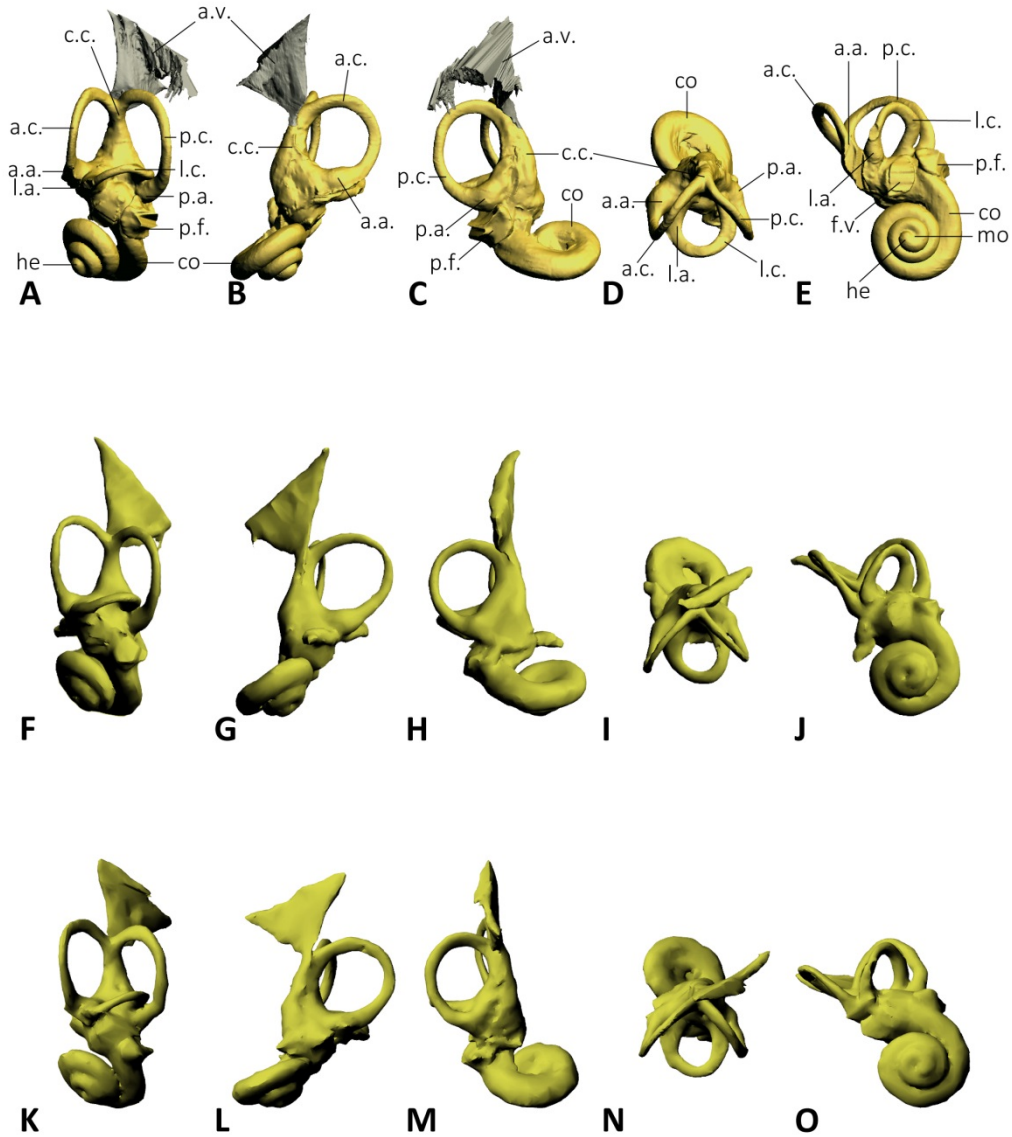 a.v.
c.c.
a.c.
p.c.
a.a.
l.c.
l.a.
p.a.
p.f.
he
co
A
a.c.
c.c.
a.a.
B
a.v.
c.c.
p.c.
co
p.a.
p.f.
C
co
p.a.
a.a.
p.c.
a.c.
l.a.
l.c.
D
p.c.
a.a.
a.c.
l.c.
p.f.
l.a.
f.v.
co
mo
he
E
F
G
H
I
J
K
L
M
N
O